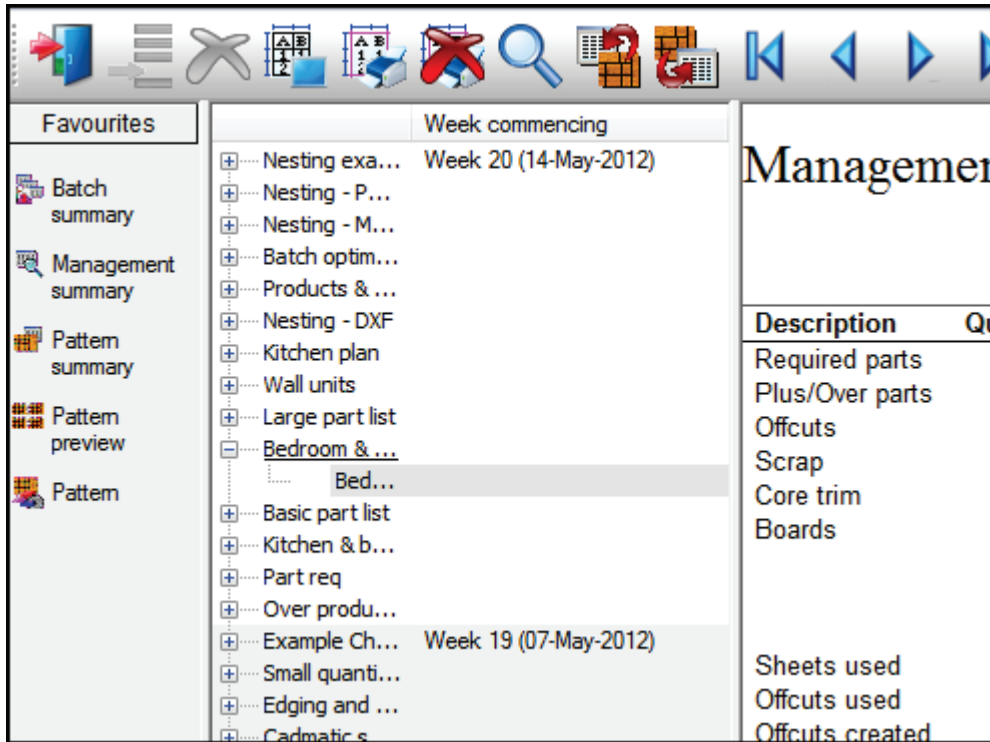 Favourites
Batch
summary
Management
summary
Pattern
summary
Pattern
preview
Pattern
Week commencing
Nesting exa... Week 20 (14-May-2012)
Nesting - P...
Nesting - M...
Batch optim...
Products & ...
Nesting - DXF
Kitchen plan
Wall units
Large part list
Bedroom & ...
Bed...
Basic part list
Kitchen & b...
Part req
Over produ...
Example Ch... Week 19 (07-May-2012)
Small quanti...
Edging and ...
Cadmatic s
Managemen
Description Qu
Required parts
Plus/Over parts
Offcuts
Scrap
Core trim
Boards
Sheets used
Offcuts used
Offcuts created